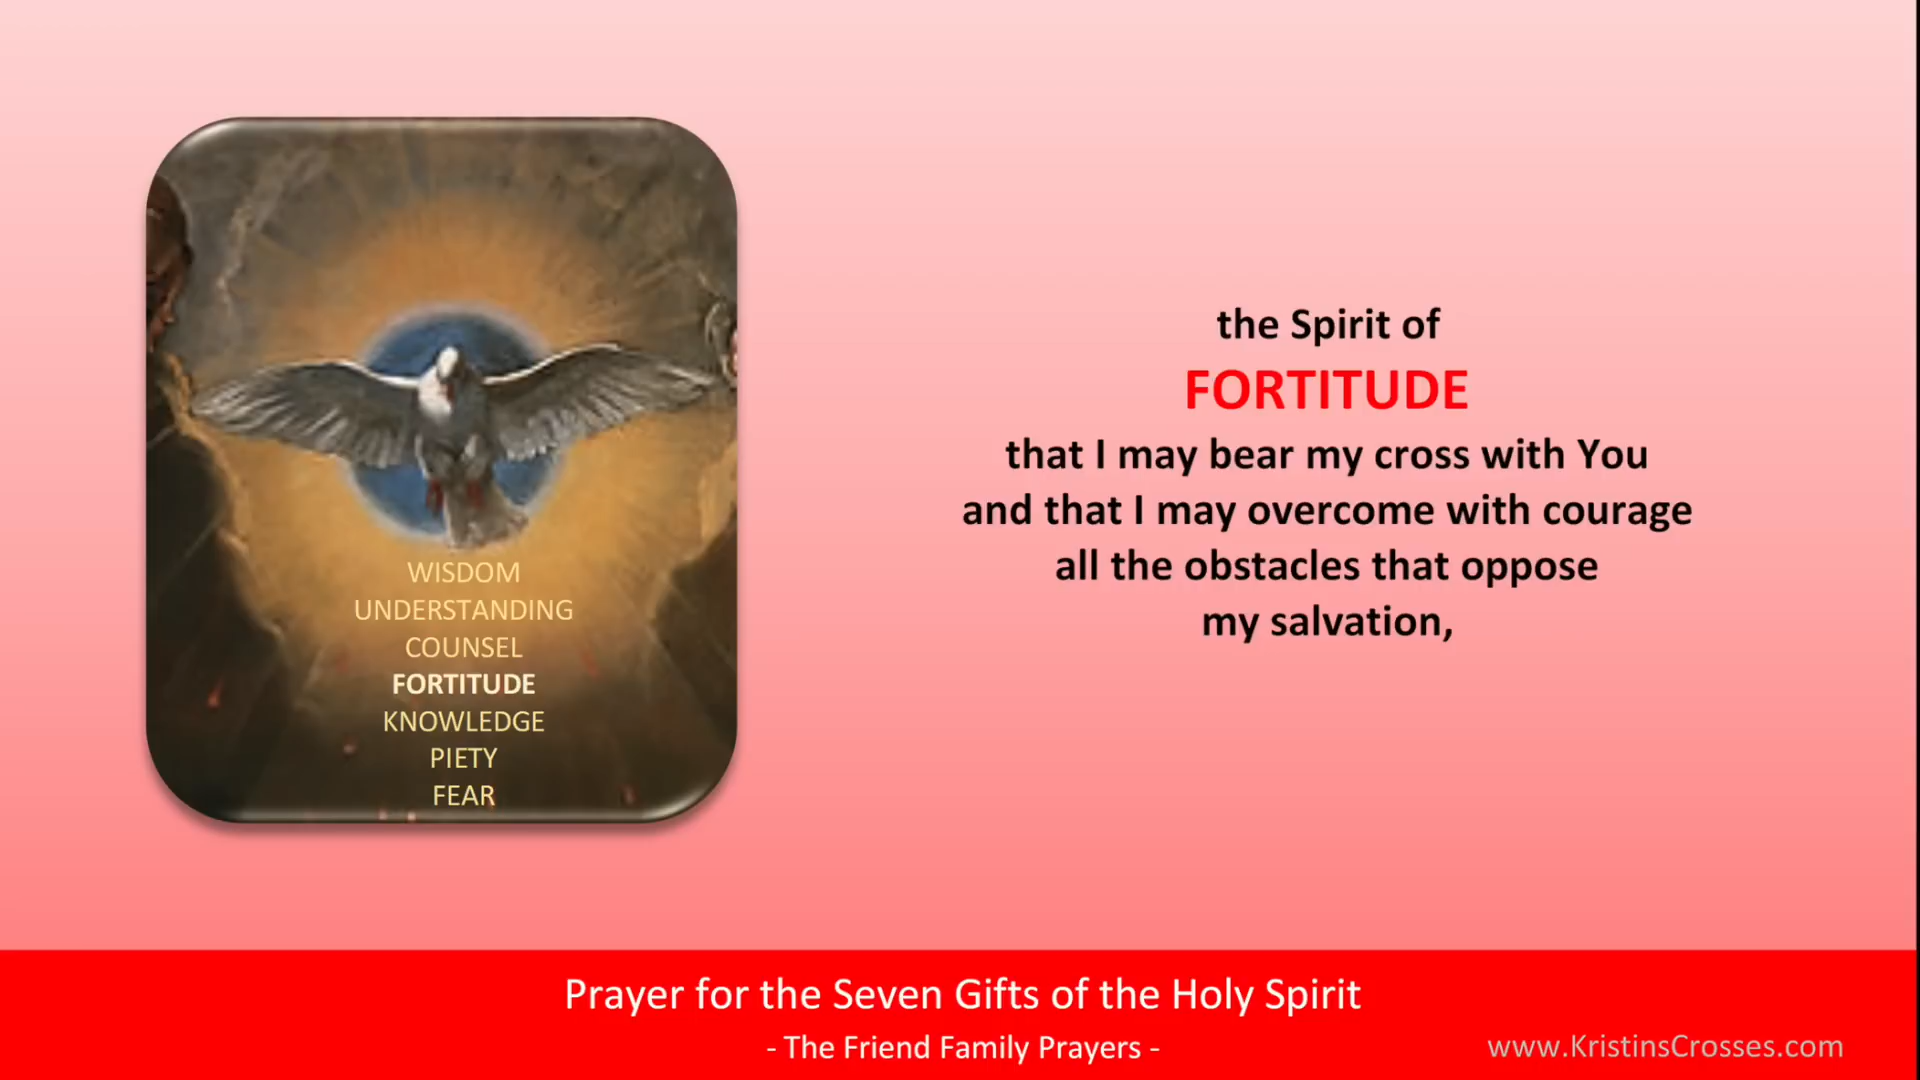 WISDOM
UNDERSTANDING
COUNSEL
FORTITUDE
KNOWLEDGE
PIETY
FEAR
the Spirit of
FORTITUDE
that I may bear my cross with You
and that I may overcome with courage
all the obstacles that oppose
my salvation,
Prayer for the Seven Gifts of the Holy Spirit
- The Friend Family Prayers -
www.KristinsCrosses.com